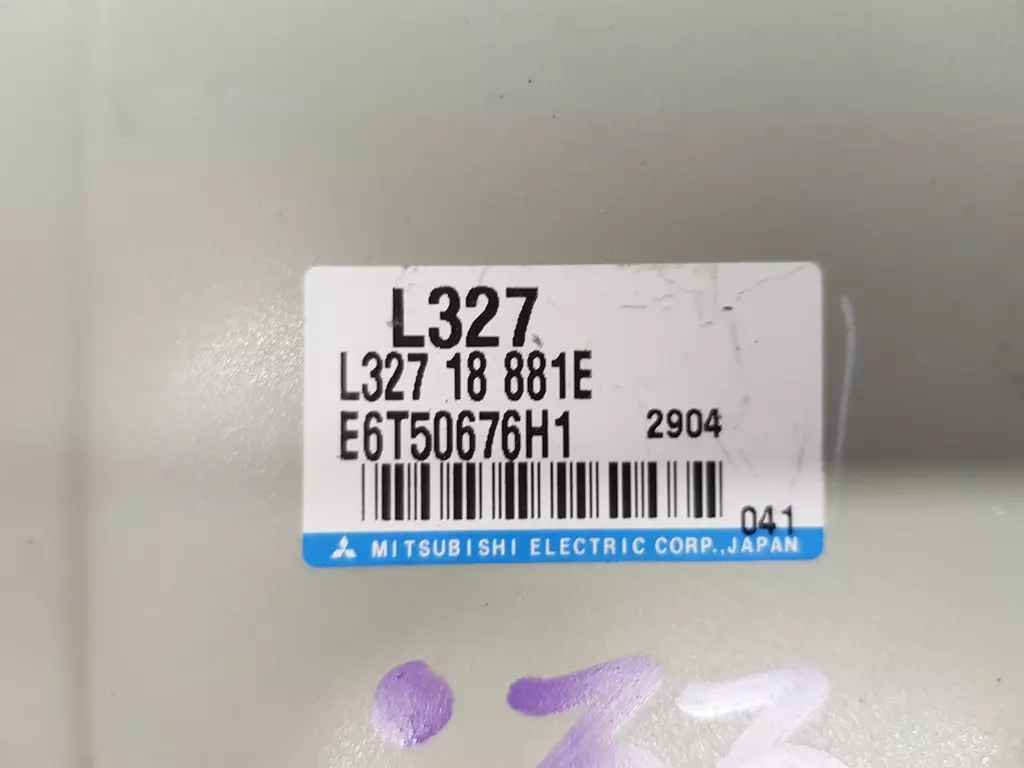 L327
L327 18 881E
E6T50676H1 2904
041
MITSUBISHI ELECTRIC CORP.,JAPAN